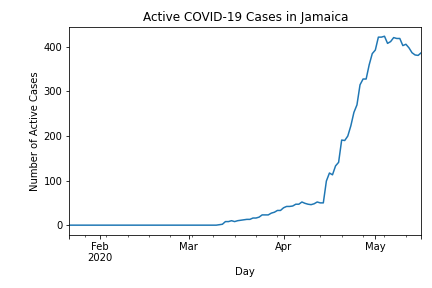 Active COVID-19 Cases in Jamaica
Number of Active Cases
400
300
200
100
0
Feb
2020
Mar
Apr
May
Day